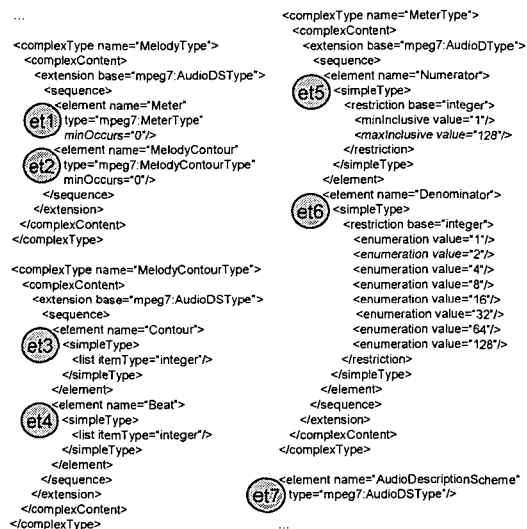 ...
<complexType name="MelodyType">
<complexContent>
<extension base="mpeg7:AudioDSType">
<sequence>
<element name="Meter"
et1 type="mpeg7:MeterType"
minOccurs="0"/>
<element name="MelodyContour"
et2 type="mpeg7:MelodyContourType"
minOccurs="0"/>
</sequence>
</extension>
</complexContent>
</complexType>
<complexType name="MelodyContourType">
<complexContent>
<extension base="mpeg7:AudioDSType">
<sequence>
<element name="Contour">
et3 <simpleType>
<list itemType="integer"/>
</simpleType>
</element>
<element name="Beat">
et4 <simpleType>
<list itemType="integer"/>
</simpleType>
</element>
</sequence>
</extension>
</complexContent>
</complexType>
<complexType name="MeterType">
<complexContent>
<extension base="mpeg7:AudioDType">
<sequence>
<element name="Numerator">
et5 <simpleType>
<restriction base="integer">
<minInclusive value="1"/>
<maxInclusive value="128"/>
</restriction>
</simpleType>
</element>
<element name="Denominator">
et6 <simpleType>
<restriction base="integer">
<enumeration value="1"/>
<enumeration value="2"/>
<enumeration value="4"/>
<enumeration value="8"/>
<enumeration value="16"/>
<enumeration value="32"/>
<enumeration value="64"/>
<enumeration value="128"/>
</restriction>
</simpleType>
</element>
</sequence>
</extension>
</complexContent>
</complexType>
<element name="AudioDescriptionScheme"
et7 type="mpeg7:AudioDSType"/>
...